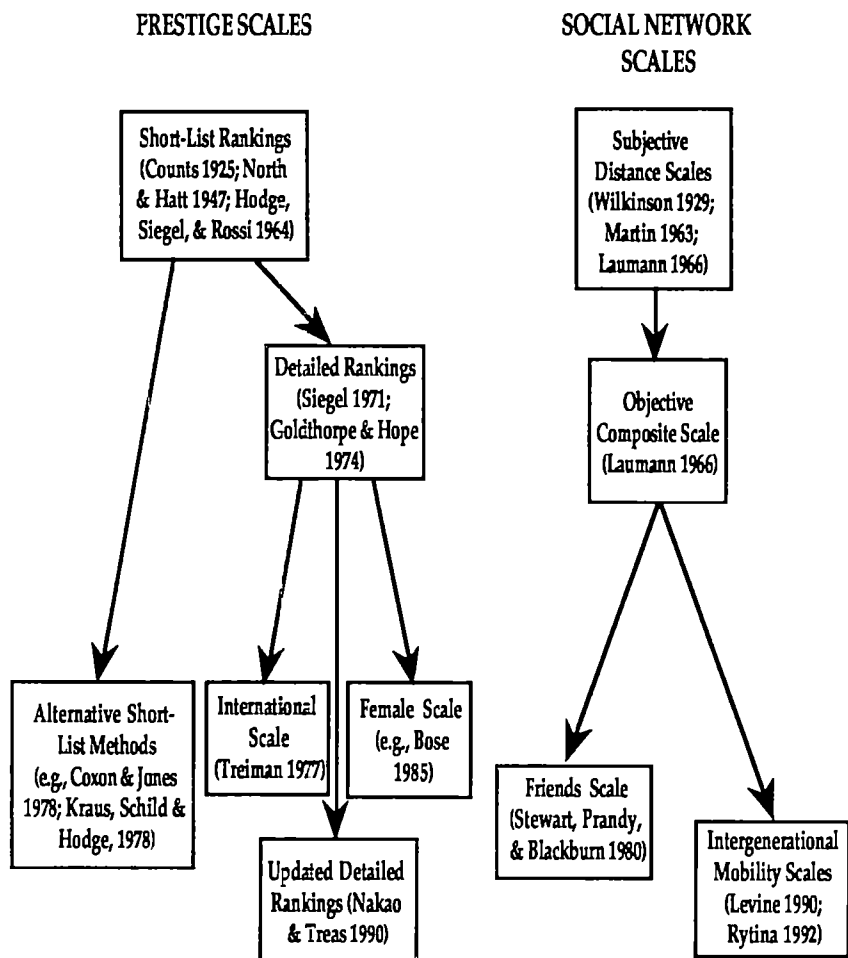 PRESTIGE SCALES
SOCIAL NETWORK
SCALES
Short-List Rankings
(Counts 1925; North
& Hatt 1947; Hodge,
Siegel, & Rossi 1964)
Subjective
Distance Scales
(Wilkinson 1929;
Martin 1963;
Laumann 1966)
Detailed Rankings
(Siegel 1971;
Goldthorpe & Hope
1974)
Objective
Composite Scale
(Laumann 1966)
Alternative Short-
List Methods
(e.g., Coxon & Jones
1978; Kraus, Schild &
Hodge, 1978)
International
Scale
(Treiman 1977)
Female Scale
(e.g., Bose
1985)
Updated Detailed
Rankings (Nakao
& Treas 1990)
Friends Scale
(Stewart, Prandy,
& Blackburn 1980)
Intergenerational
Mobility Scales
(Levine 1990;
Rytina 1992)